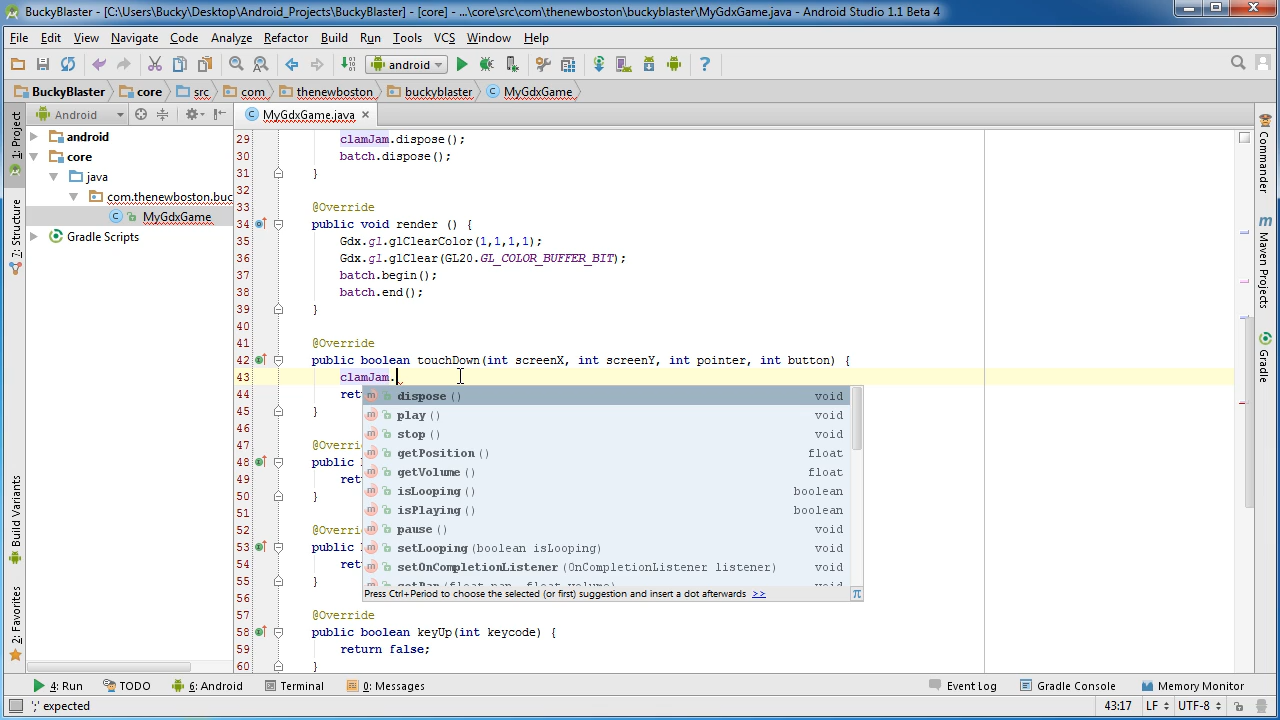 BuckyBlaster - [C:\Users\Bucky\Desktop\Android_Projects\BuckyBlaster] - [core] - ...\core\src\com\thenewboston\buckyblaster\MyGdxGame.java - Android Studio 1.1 Beta 4
File Edit View Navigate Code Analyze Refactor Build Run Tools VCS Window Help
android
BuckyBlaster core src com thenewboston buckyblaster MyGdxGame
Android
MyGdxGame.java
1: Project
7: Structure
Build Variants
2: Favorites
android
core
java
com.thenewboston.buc
MyGdxGame
Gradle Scripts
29 clamJam.dispose();
30 batch.dispose();
31 }
32
33 @Override
34 public void render () {
35 Gdx.gl.glClearColor(1,1,1,1);
36 Gdx.gl.glClear(GL20.GL_COLOR_BUFFER_BIT);
37 batch.begin();
38 batch.end();
39 }
40
41 @Override
42 public boolean touchDown(int screenX, int screenY, int pointer, int button) {
43 clamJam.
44 ret
45 }
46
47 @Overri
48 public
49 ret
50 }
51
52 @Overri
53 public
54 ret
55 }
56
57 @Override
58 public boolean keyUp(int keycode) {
59 return false;
60 }
dispose() void
play() void
stop() void
getPosition() float
getVolume() float
isLooping() boolean
isPlaying() boolean
pause() void
setLooping(boolean isLooping) void
setOnCompletionListener(OnCompletionListener listener) void
setPan(float pan, float volume) void
Press Ctrl+Period to choose the selected (or first) suggestion and insert a dot afterwards >>
π
Commander
Maven Projects
Gradle
4: Run TODO 6: Android Terminal 0: Messages Event Log Gradle Console Memory Monitor
';' expected 43:17 LF UTF-8